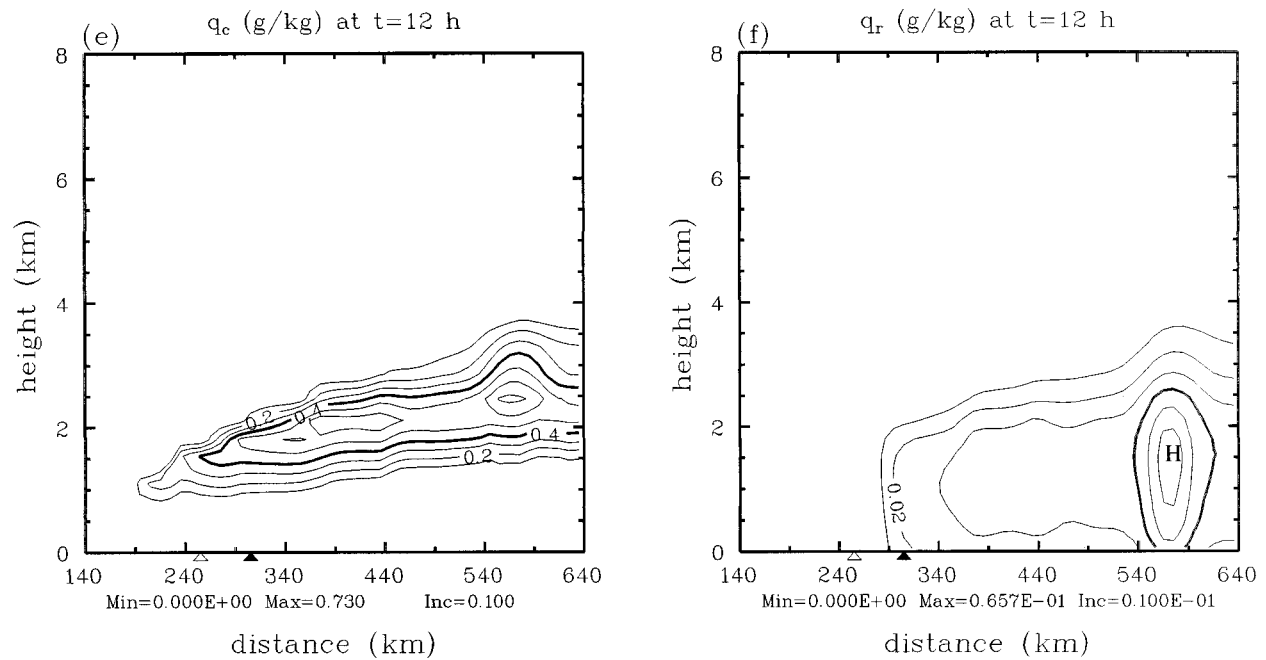 (e) q_c (g/kg) at t=12 h
8
6
4
2
0
height (km)
0.2
0.4
0.4
0.2
140 240 340 440 540 640
Min=0.000E+00 Max=0.730 Inc=0.100
distance (km)
(f) q_r (g/kg) at t=12 h
8
6
4
2
0
height (km)
0.02
H
140 240 340 440 540 640
Min=0.000E+00 Max=0.657E-01 Inc=0.100E-01
distance (km)